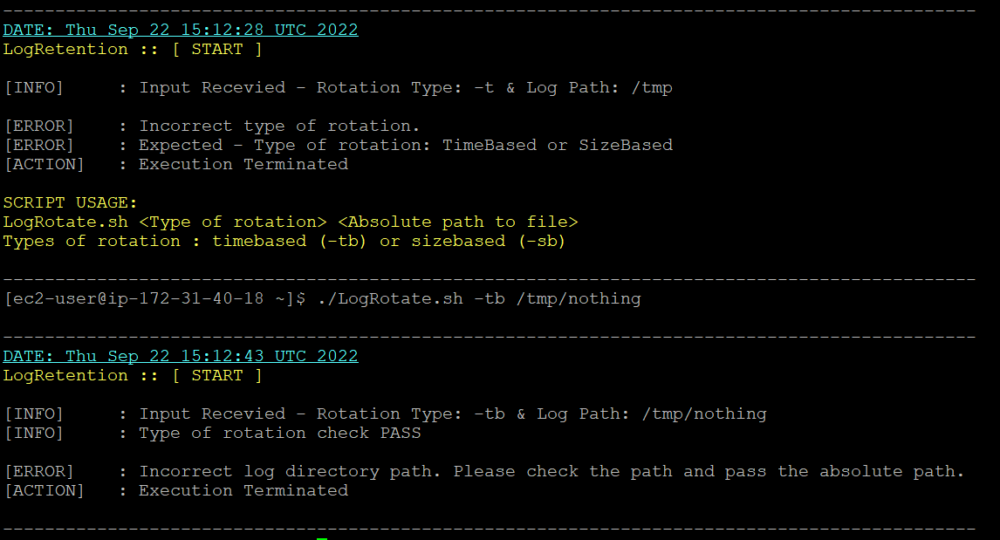 ---------------------------------------------------------------------------------------------
DATE: Thu Sep 22 15:12:28 UTC 2022
LogRetention :: [ START ]
[INFO]     : Input Recevied - Rotation Type: -t & Log Path: /tmp
[ERROR]    : Incorrect type of rotation.
[ERROR]    : Expected - Type of rotation: TimeBased or SizeBased
[ACTION]   : Execution Terminated
SCRIPT USAGE:
LogRotate.sh <Type of rotation> <Absolute path to file>
Types of rotation : timebased (-tb) or sizebased (-sb)
---------------------------------------------------------------------------------------------
[ec2-user@ip-172-31-40-18 ~]$ ./LogRotate.sh -tb /tmp/nothing
---------------------------------------------------------------------------------------------
DATE: Thu Sep 22 15:12:43 UTC 2022
LogRetention :: [ START ]
[INFO]     : Input Recevied - Rotation Type: -tb & Log Path: /tmp/nothing
[INFO]     : Type of rotation check PASS
[ERROR]    : Incorrect log directory path. Please check the path and pass the absolute path.
[ACTION]   : Execution Terminated
---------------------------------------------------------------------------------------------